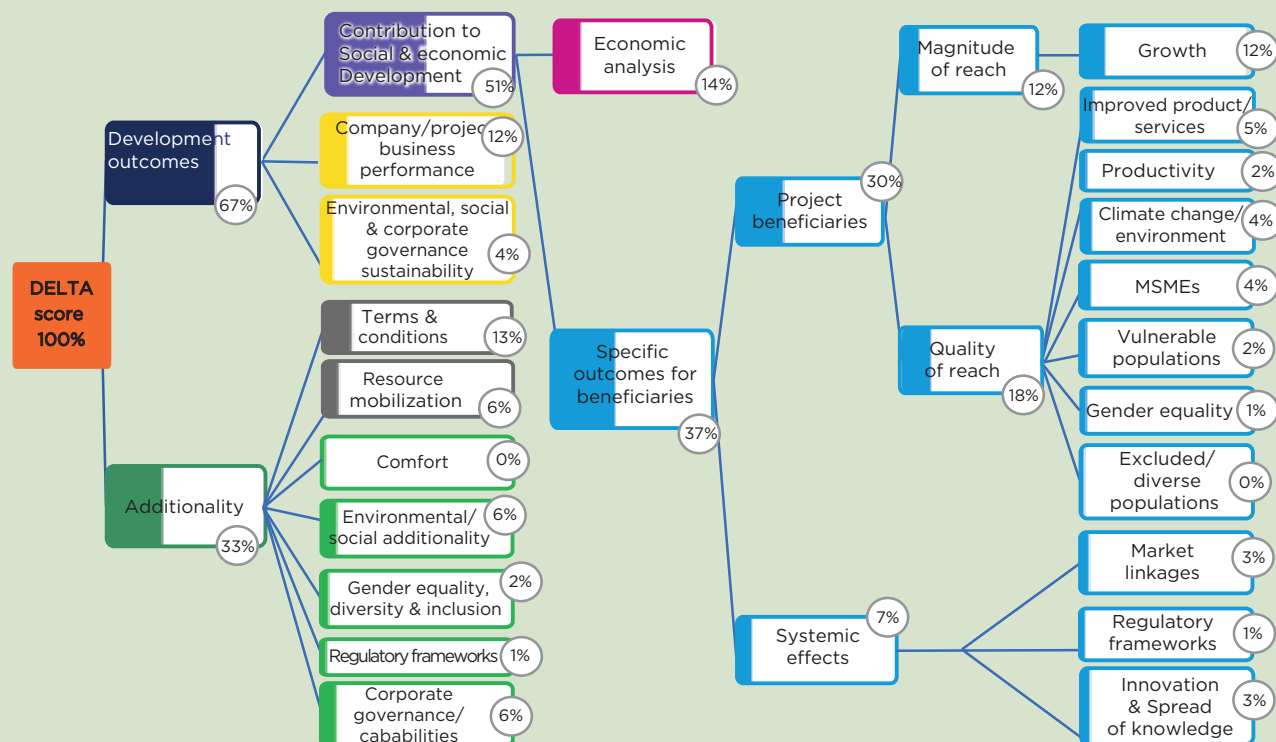 DELTA
score
100%
Development
outcomes
67%
Additionality
33%
Contribution to
Social & economic
Development
51%
Company/projec
business
performance
12%
Environmental, social
& corporate
governance
sustainability
4%
Terms &
conditions
13%
Resource
mobilization
6%
Comfort
0%
Environmental/
social additionality
6%
Gender equality,
diversity & inclusion
2%
Regulatory frameworks
1%
Corporate
governance/
cababilities
6%
Economic
analysis
14%
Specific
outcomes for
beneficiaries
37%
Project
beneficiaries
30%
Systemic
effects
7%
Magnitude
of reach
12%
Quality
of reach
18%
Growth
12%
Improved product/
services
5%
Productivity
2%
Climate change/
environment
4%
MSMEs
4%
Vulnerable
populations
2%
Gender equality
1%
Excluded/
diverse
populations
0%
Market
linkages
3%
Regulatory
frameworks
1%
Innovation
& Spread
of knowledge
3%